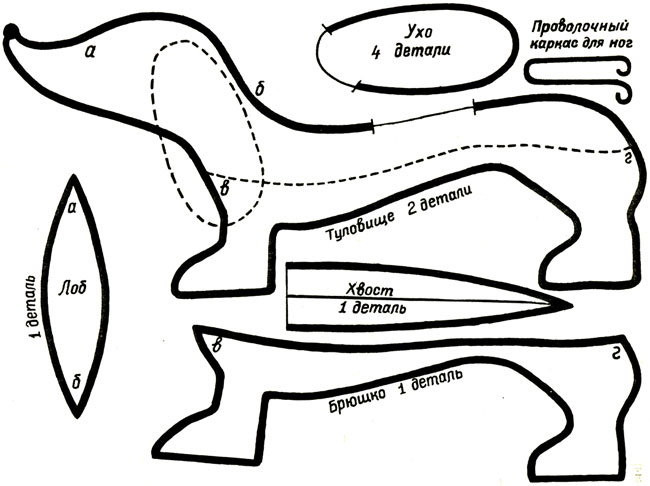 Ухо
4 детали
Проволочный
каркас для ног
а
б
в
г
Туловище 2 детали
а
Лоб
1 деталь
б
Хвост
1 деталь
в
г
Брюшко 1 деталь